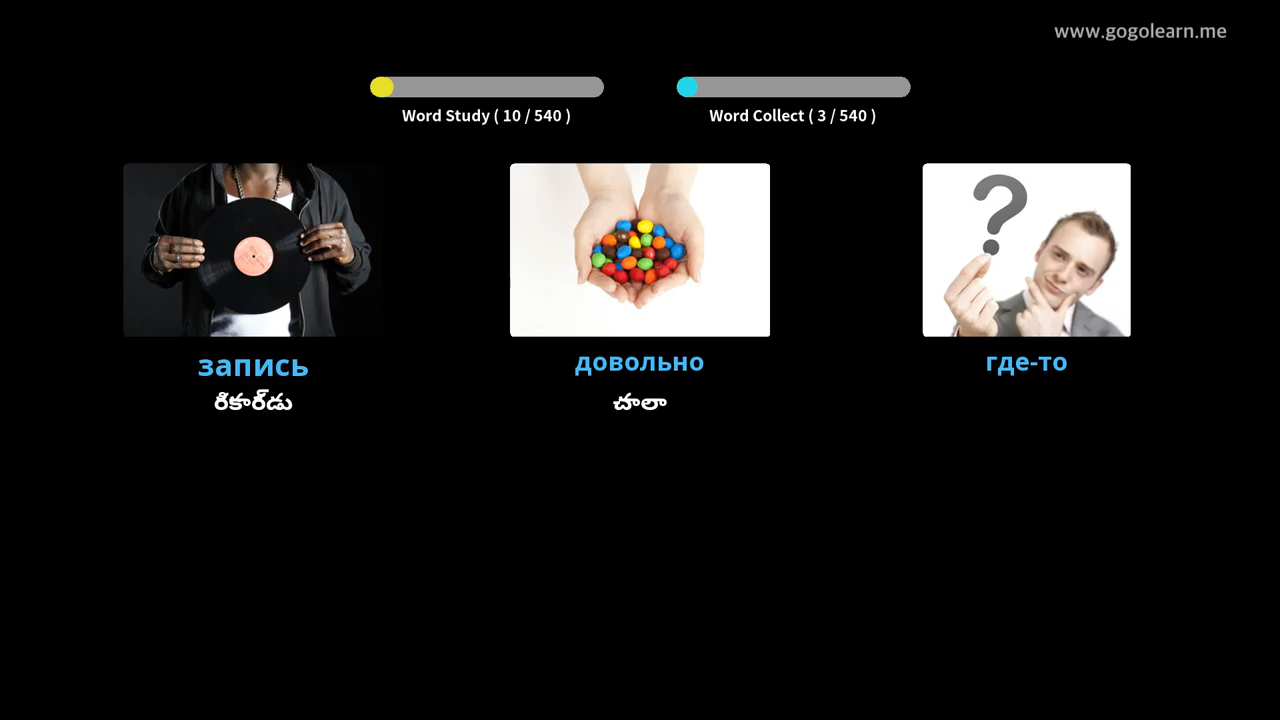 www.gogolearn.me
Word Study ( 10 / 540 )
Word Collect ( 3 / 540 )
запись
довольно
где-то
రికార్‌డు
చాలా